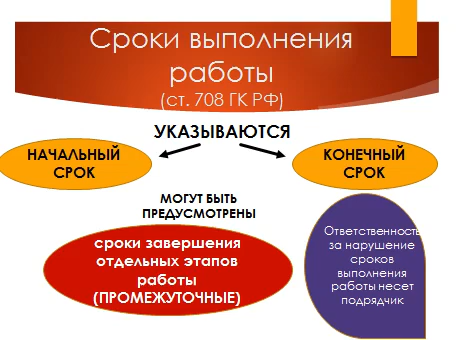 Сроки выполнения
работы
(ст. 708 ГК РФ)
УКАЗЫВАЮТСЯ
НАЧАЛЬНЫЙ
СРОК
КОНЕЧНЫЙ
СРОК
МОГУТ БЫТЬ
ПРЕДУСМОТРЕНЫ
сроки завершения
отдельных этапов
работы
(ПРОМЕЖУТОЧНЫЕ)
Ответственность
за нарушение
сроков
выполнения
работы несет
подрядчик